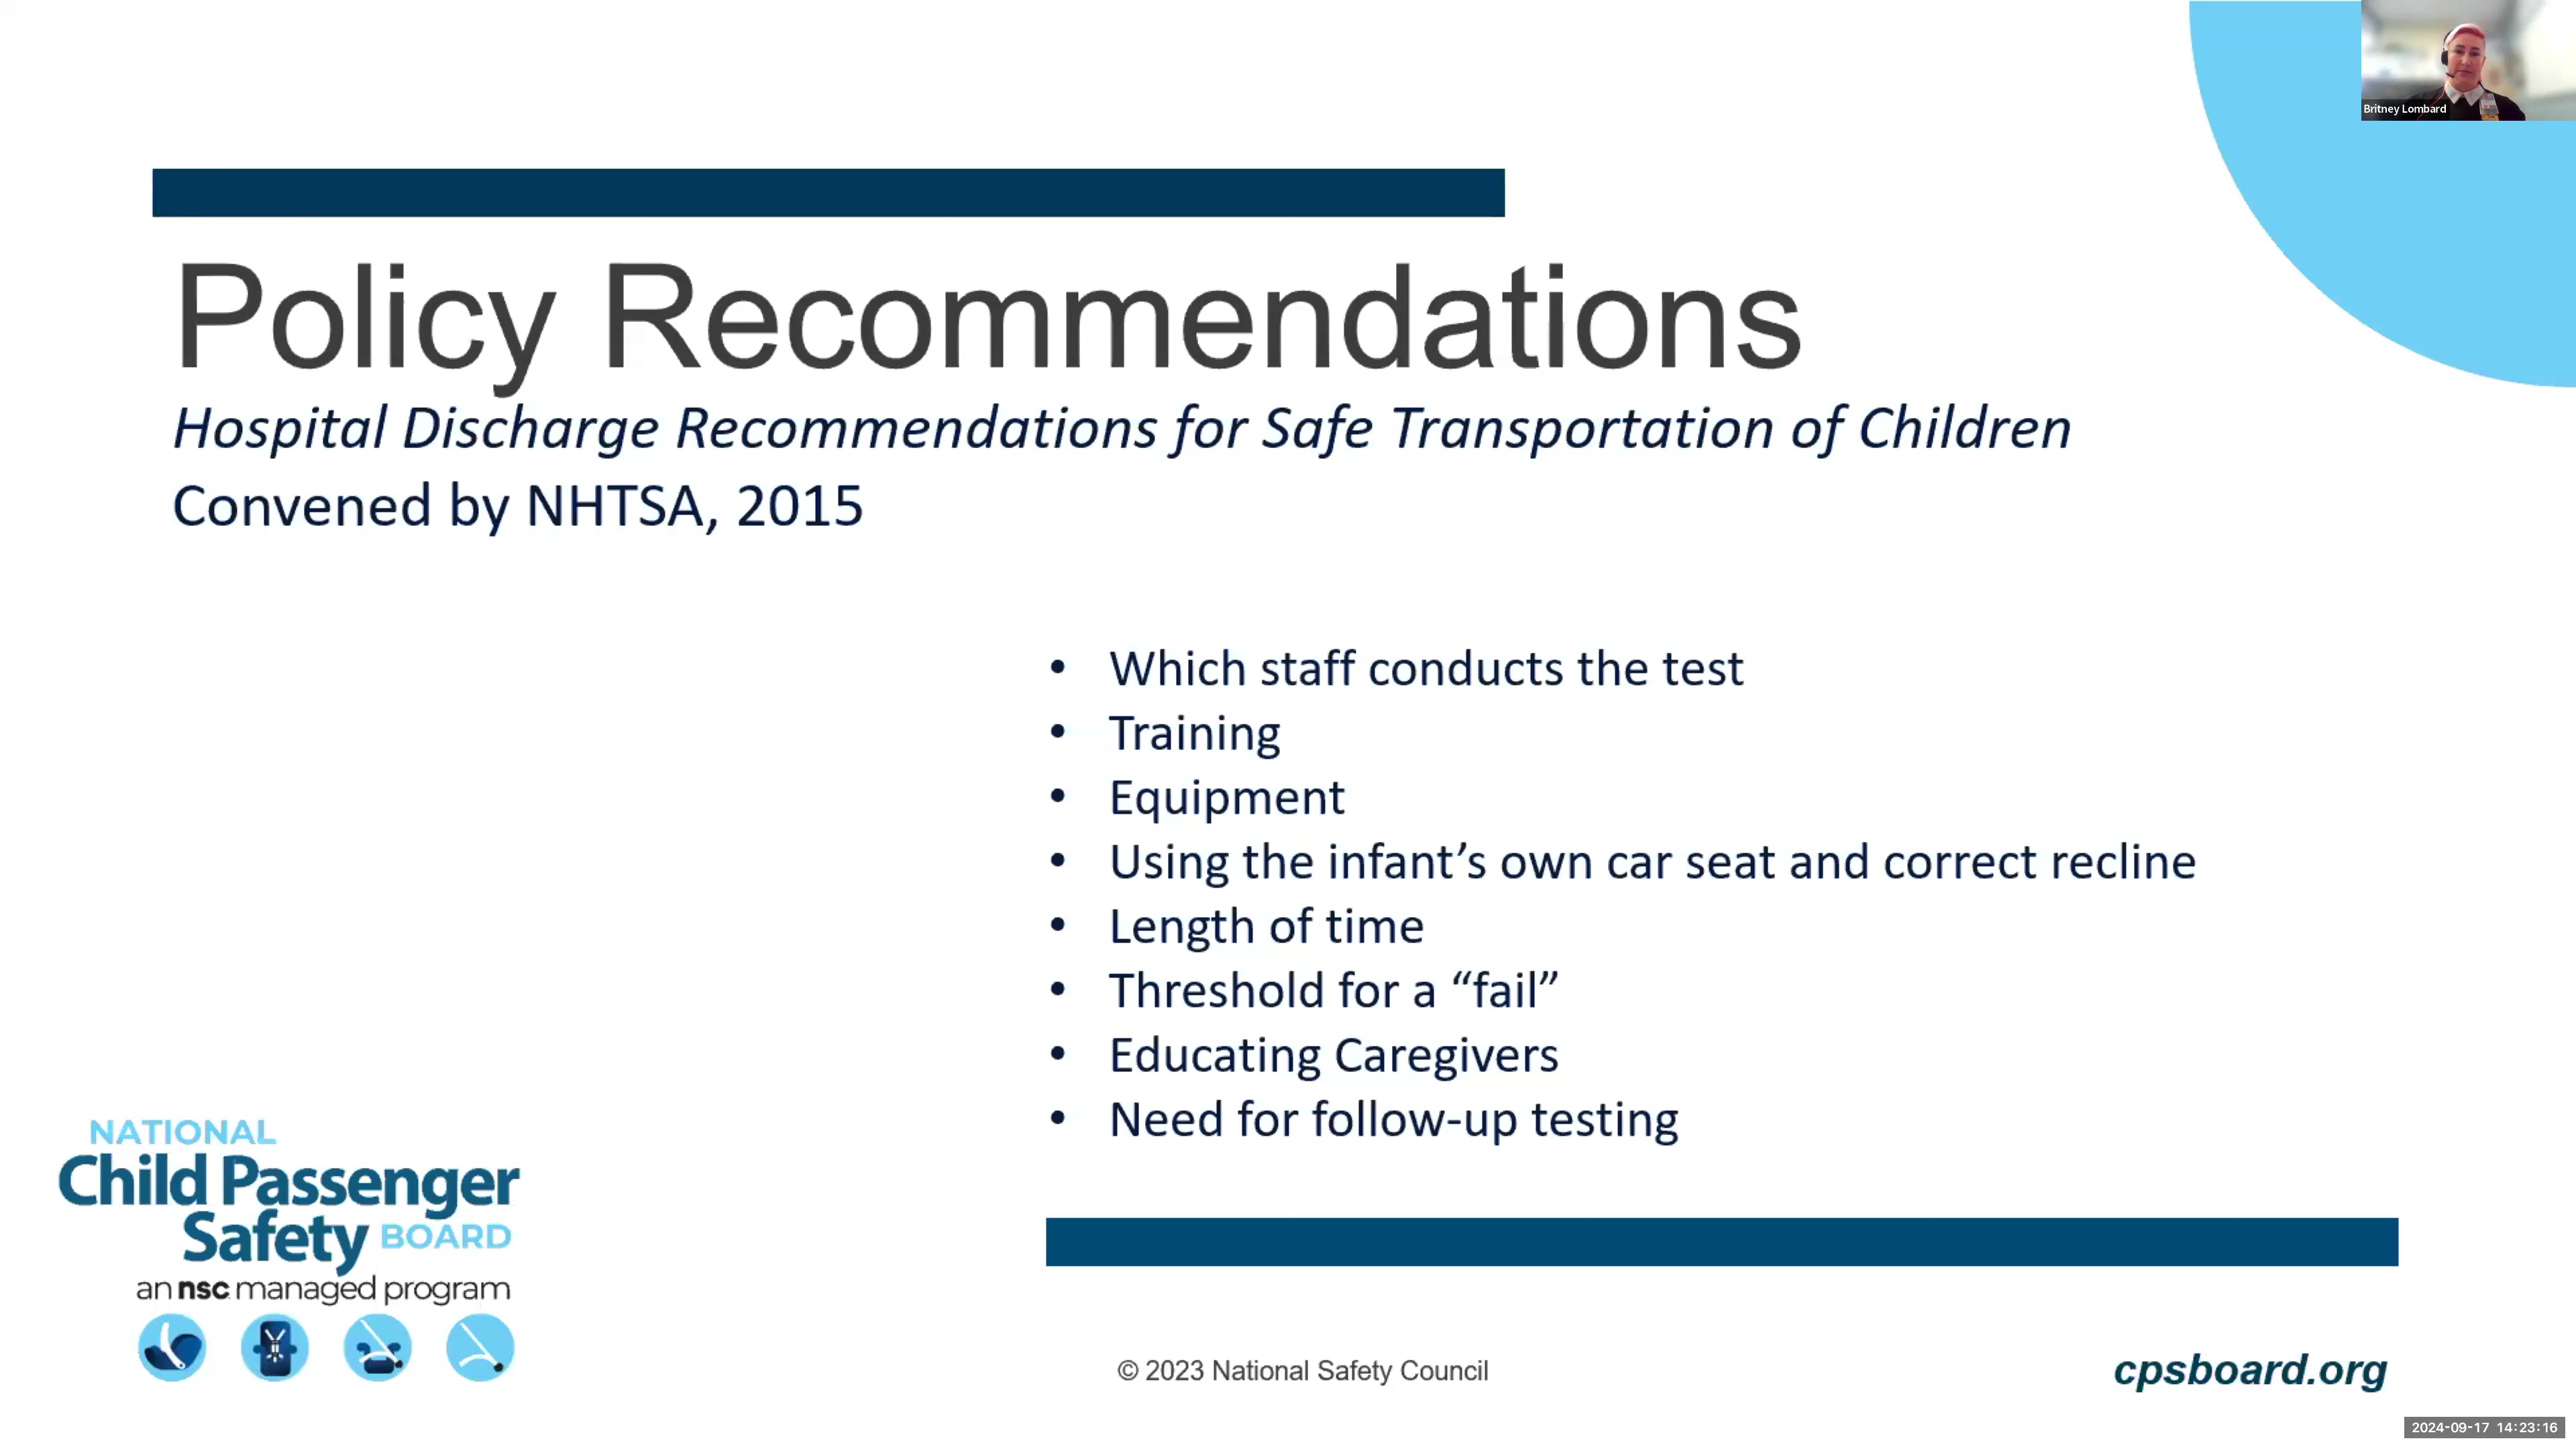 Britney Lombard
Policy Recommendations
Hospital Discharge Recommendations for Safe Transportation of Children
Convened by NHTSA, 2015
• Which staff conducts the test
• Training
• Equipment
• Using the infant’s own car seat and correct recline
• Length of time
• Threshold for a “fail”
• Educating Caregivers
• Need for follow-up testing
NATIONAL
Child Passenger
Safety BOARD
an nsc managed program
© 2023 National Safety Council
cpsboard.org
2024-09-17 14:23:16